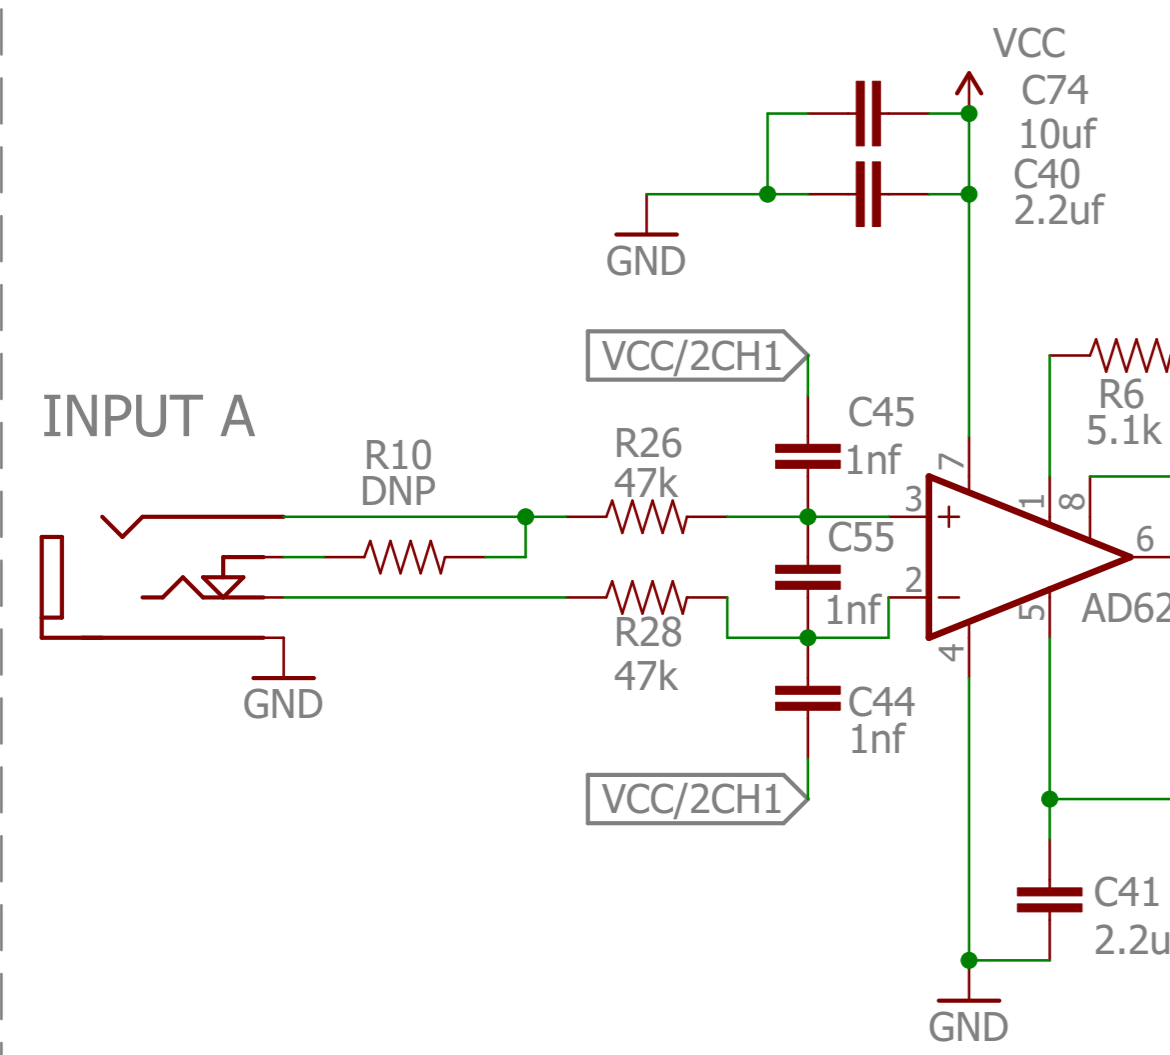 VCC
C74
10uf
C40
2.2uf
GND
VCC/2CH1
INPUT A
R10
DNP
R26
47k
C45
1nf
7
R6
5.1k
3
+
1
8
C55
1nf
2
−
6
5
AD62
R28
47k
4
GND
C44
1nf
VCC/2CH1
C41
2.2u
GND